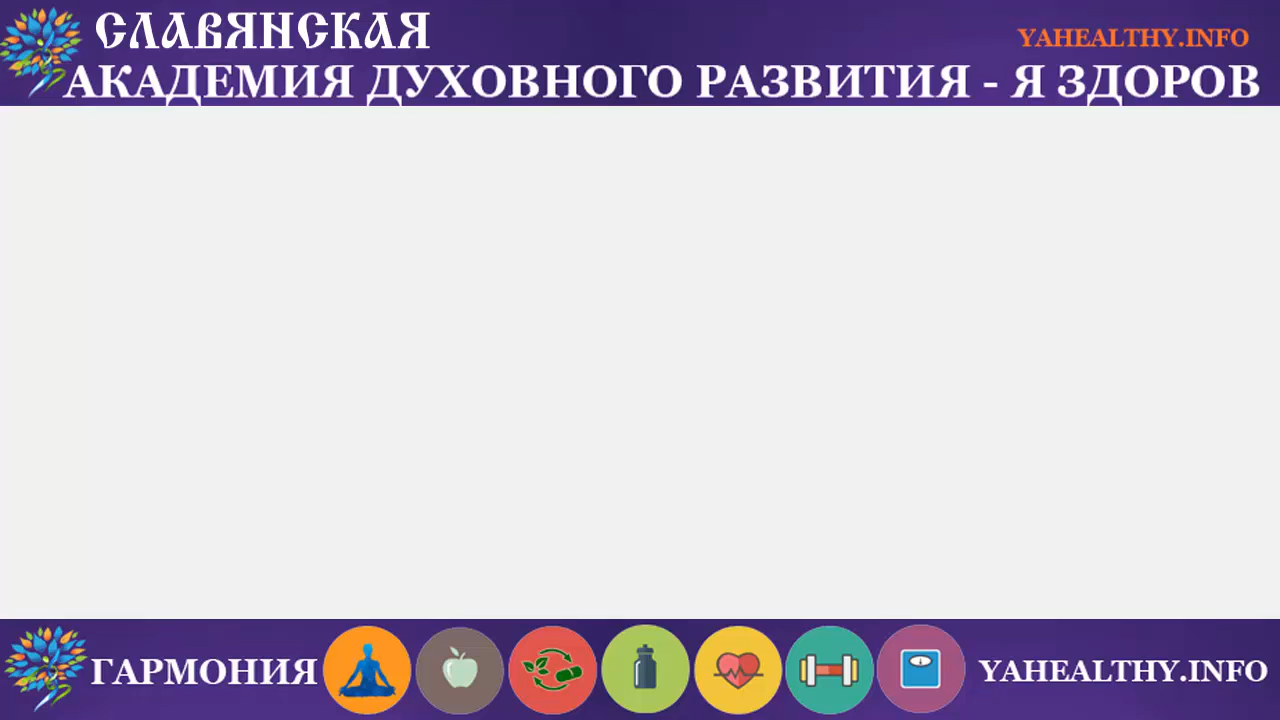 СЛАВЯНСКАЯ
YAHEALTHY.INFO
АКАДЕМИЯ ДУХОВНОГО РАЗВИТИЯ - Я ЗДОРОВ
ГАРМОНИЯ
YAHEALTHY.INFO